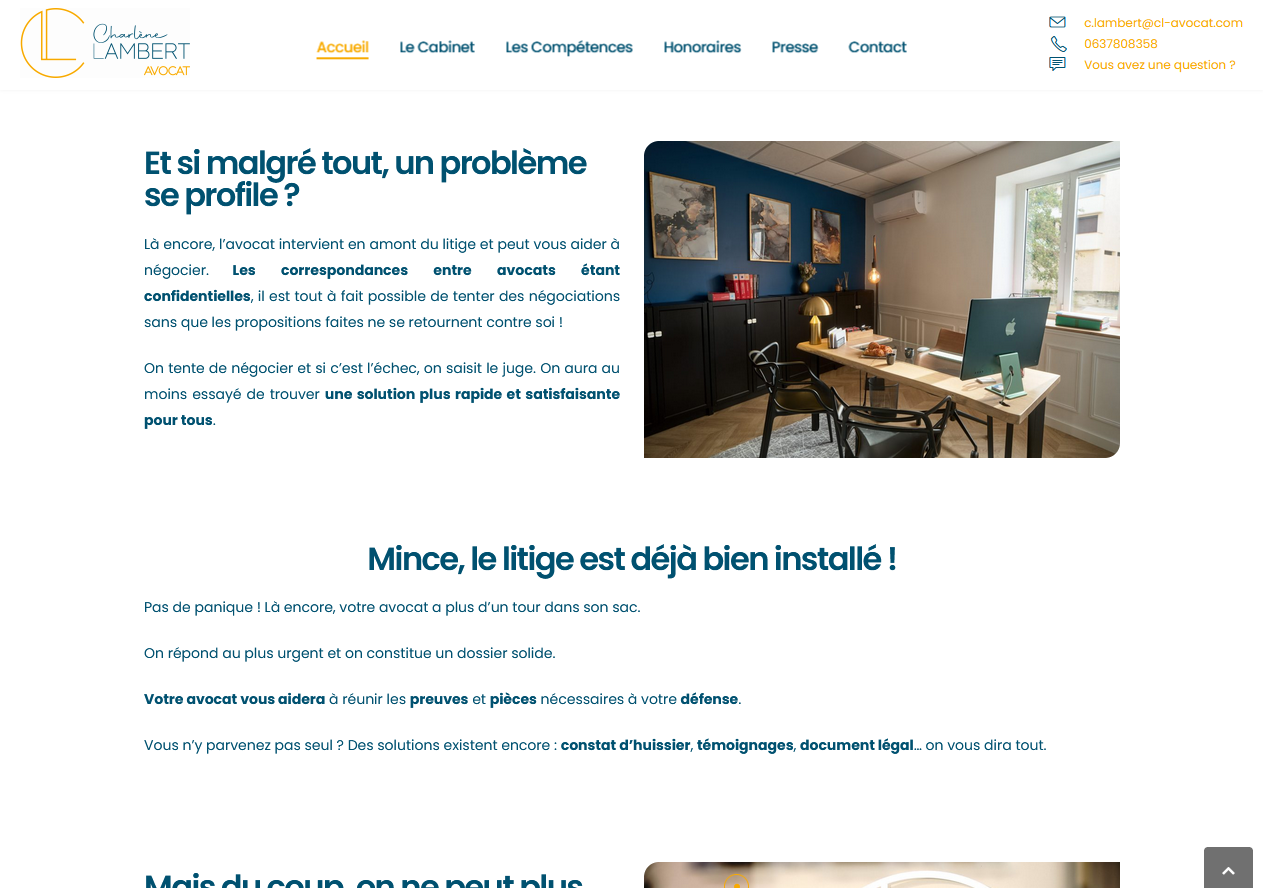 Charlène
LAMBERT
AVOCAT
Accueil
Le Cabinet
Les Compétences
Honoraires
Presse
Contact
c.lambert@cl-avocat.com
0637808358
Vous avez une question ?
Et si malgré tout, un problème
se profile ?
Là encore, l’avocat intervient en amont du litige et peut vous aider à
négocier. Les correspondances entre avocats étant
confidentielles, il est tout à fait possible de tenter des négociations
sans que les propositions faites ne se retournent contre soi !
On tente de négocier et si c’est l’échec, on saisit le juge. On aura au
moins essayé de trouver une solution plus rapide et satisfaisante
pour tous.
Mince, le litige est déjà bien installé !
Pas de panique ! Là encore, votre avocat a plus d’un tour dans son sac.
On répond au plus urgent et on constitue un dossier solide.
Votre avocat vous aidera à réunir les preuves et pièces nécessaires à votre défense.
Vous n’y parvenez pas seul ? Des solutions existent encore : constat d’huissier, témoignages, document légal… on vous dira tout.
Mais du coup, on ne peut plus